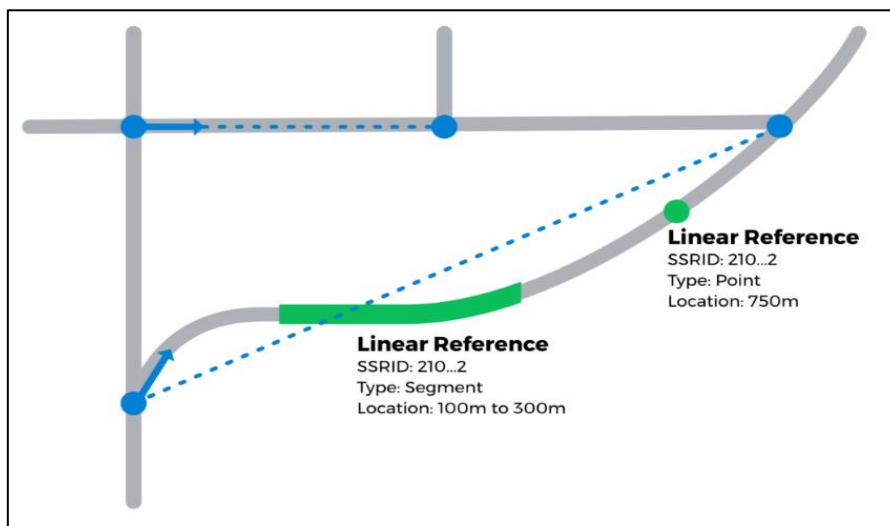 Linear Reference
SSRID: 210...2
Type: Point
Location: 750m
Linear Reference
SSRID: 210...2
Type: Segment
Location: 100m to 300m